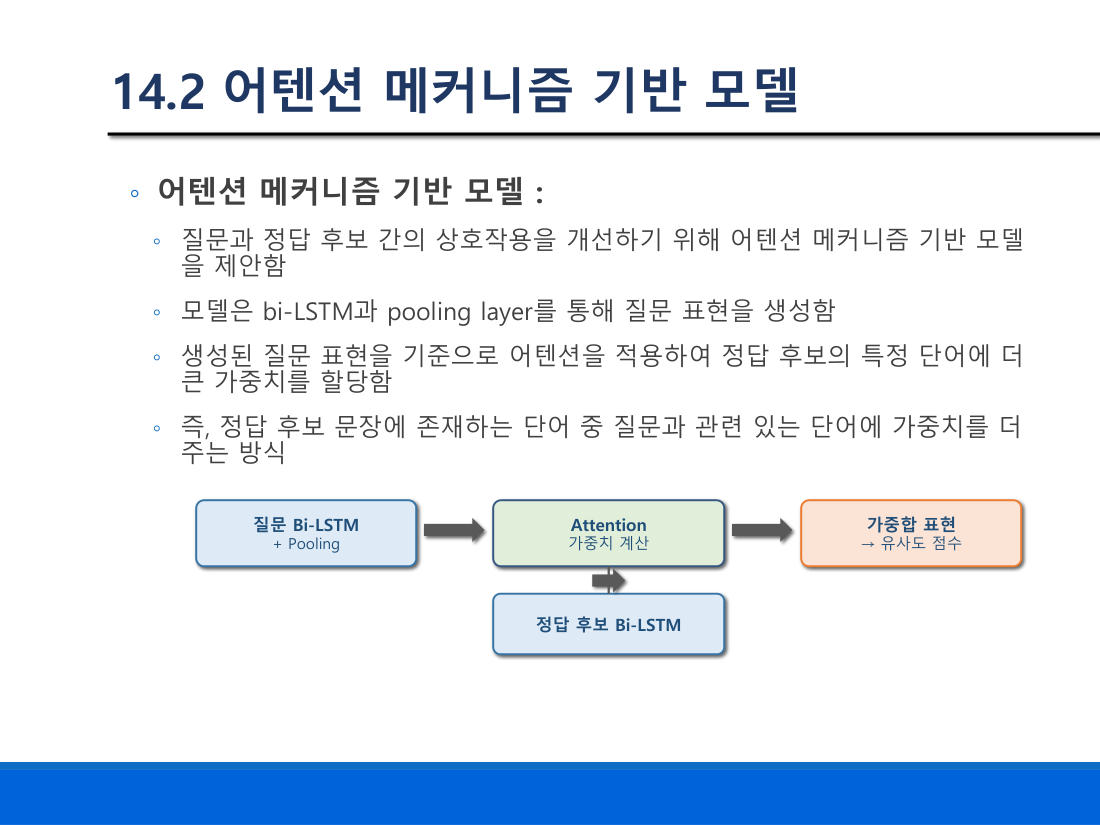 14.2 어텐션 메커니즘 기반 모델
어텐션 메커니즘 기반 모델 :
질문과 정답 후보 간의 상호작용을 개선하기 위해 어텐션 메커니즘 기반 모델
을 제안함
모델은 bi-LSTM과 pooling layer를 통해 질문 표현을 생성함
생성된 질문 표현을 기준으로 어텐션을 적용하여 정답 후보의 특정 단어에 더
큰 가중치를 할당함
즉, 정답 후보 문장에 존재하는 단어 중 질문과 관련 있는 단어에 가중치를 더
주는 방식
질문 Bi-LSTM
+ Pooling
Attention
가중치 계산
가중합 표현
→ 유사도 점수
정답 후보 Bi-LSTM